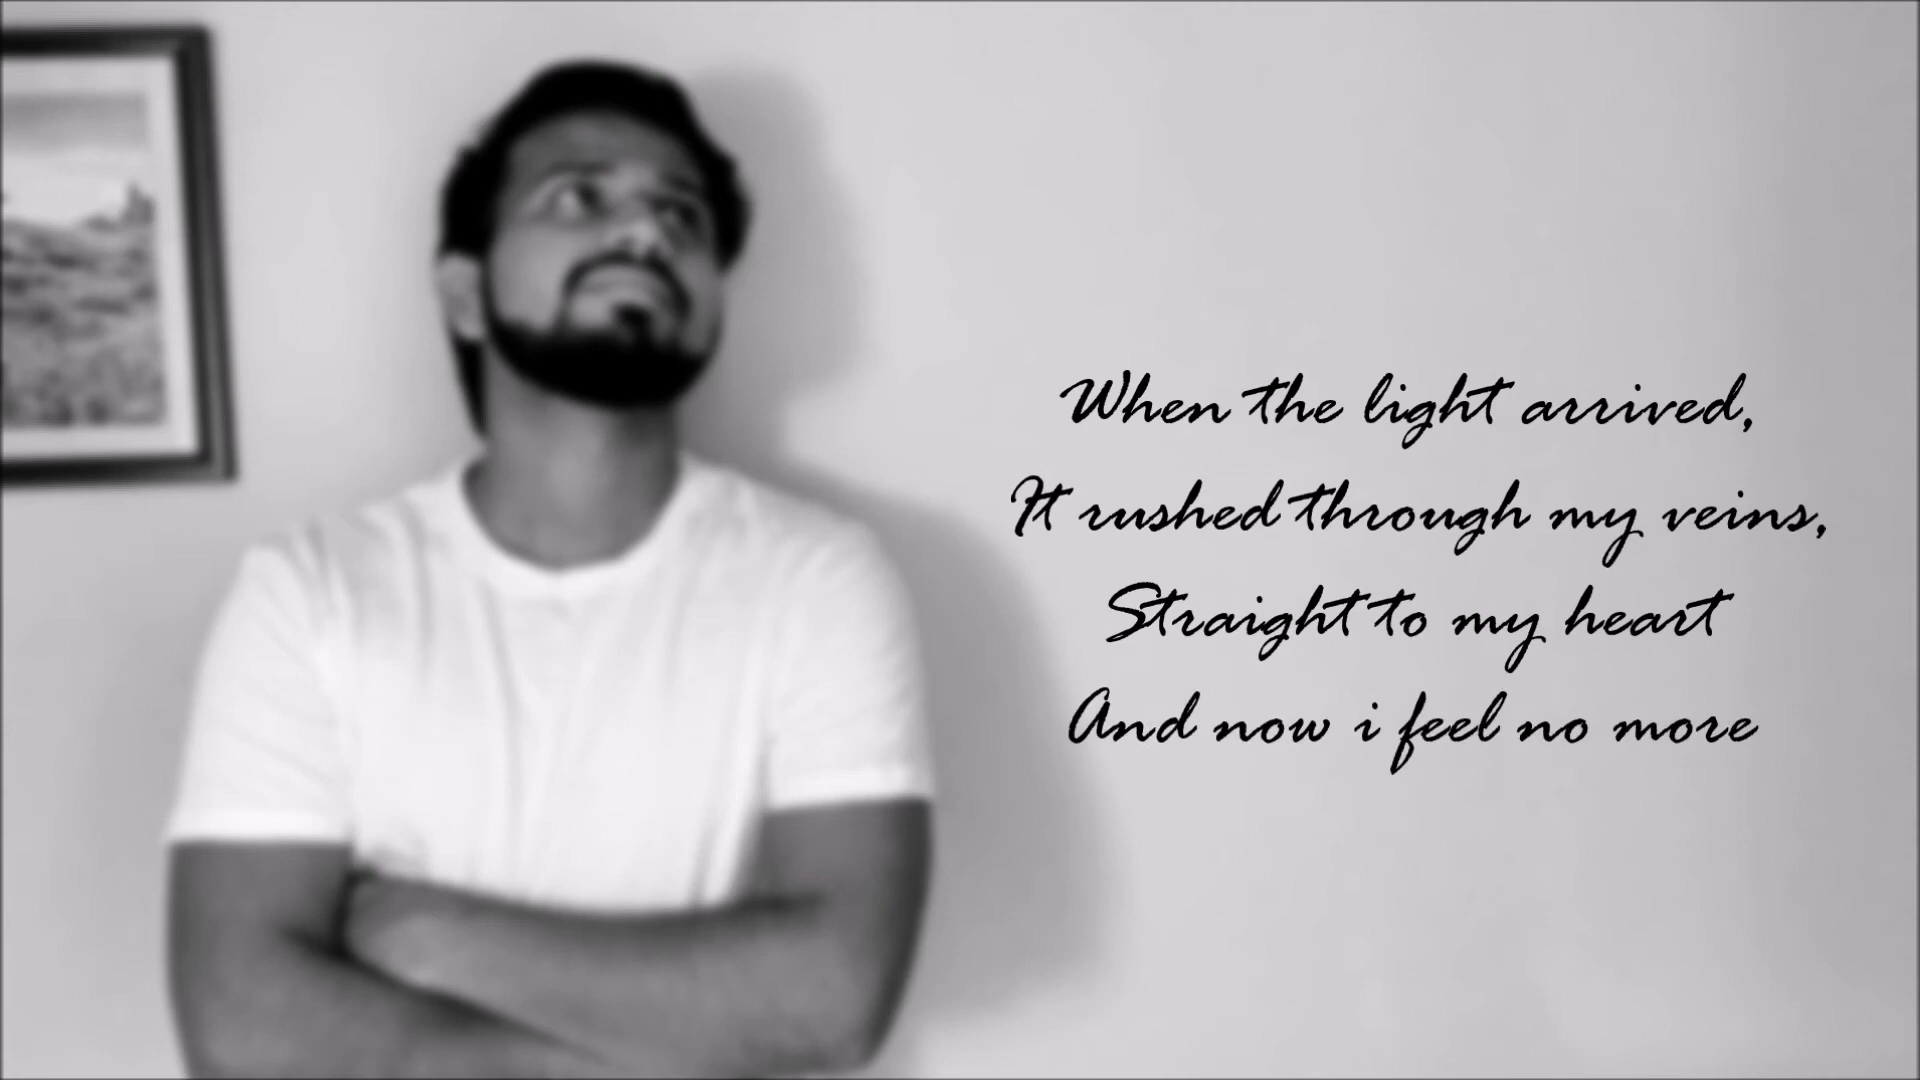 When the light arrived,
It rushed through my veins,
Straight to my heart
And now i feel no more